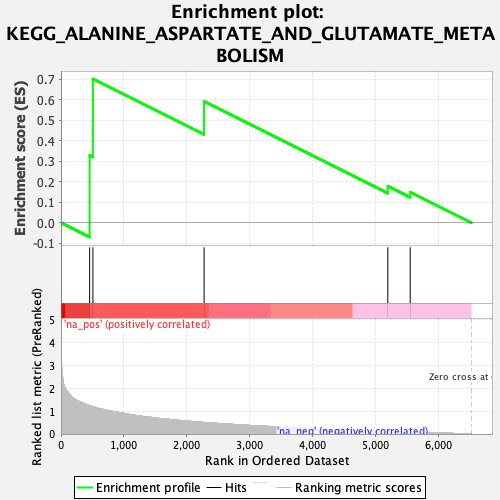 Enrichment plot:
KEGG_ALANINE_ASPARTATE_AND_GLUTAMATE_META
BOLISM
Enrichment score (ES)
0.7
0.6
0.5
0.4
0.3
0.2
0.1
0.0
-0.1
'na_pos' (positively correlated)
Ranked list metric (PreRanked)
5
4
3
2
1
0
Zero cross at
'na_neg' (negatively correlated)
0
1,000
2,000
3,000
4,000
5,000
6,000
Rank in Ordered Dataset
Enrichment profile
Hits
Ranking metric scores